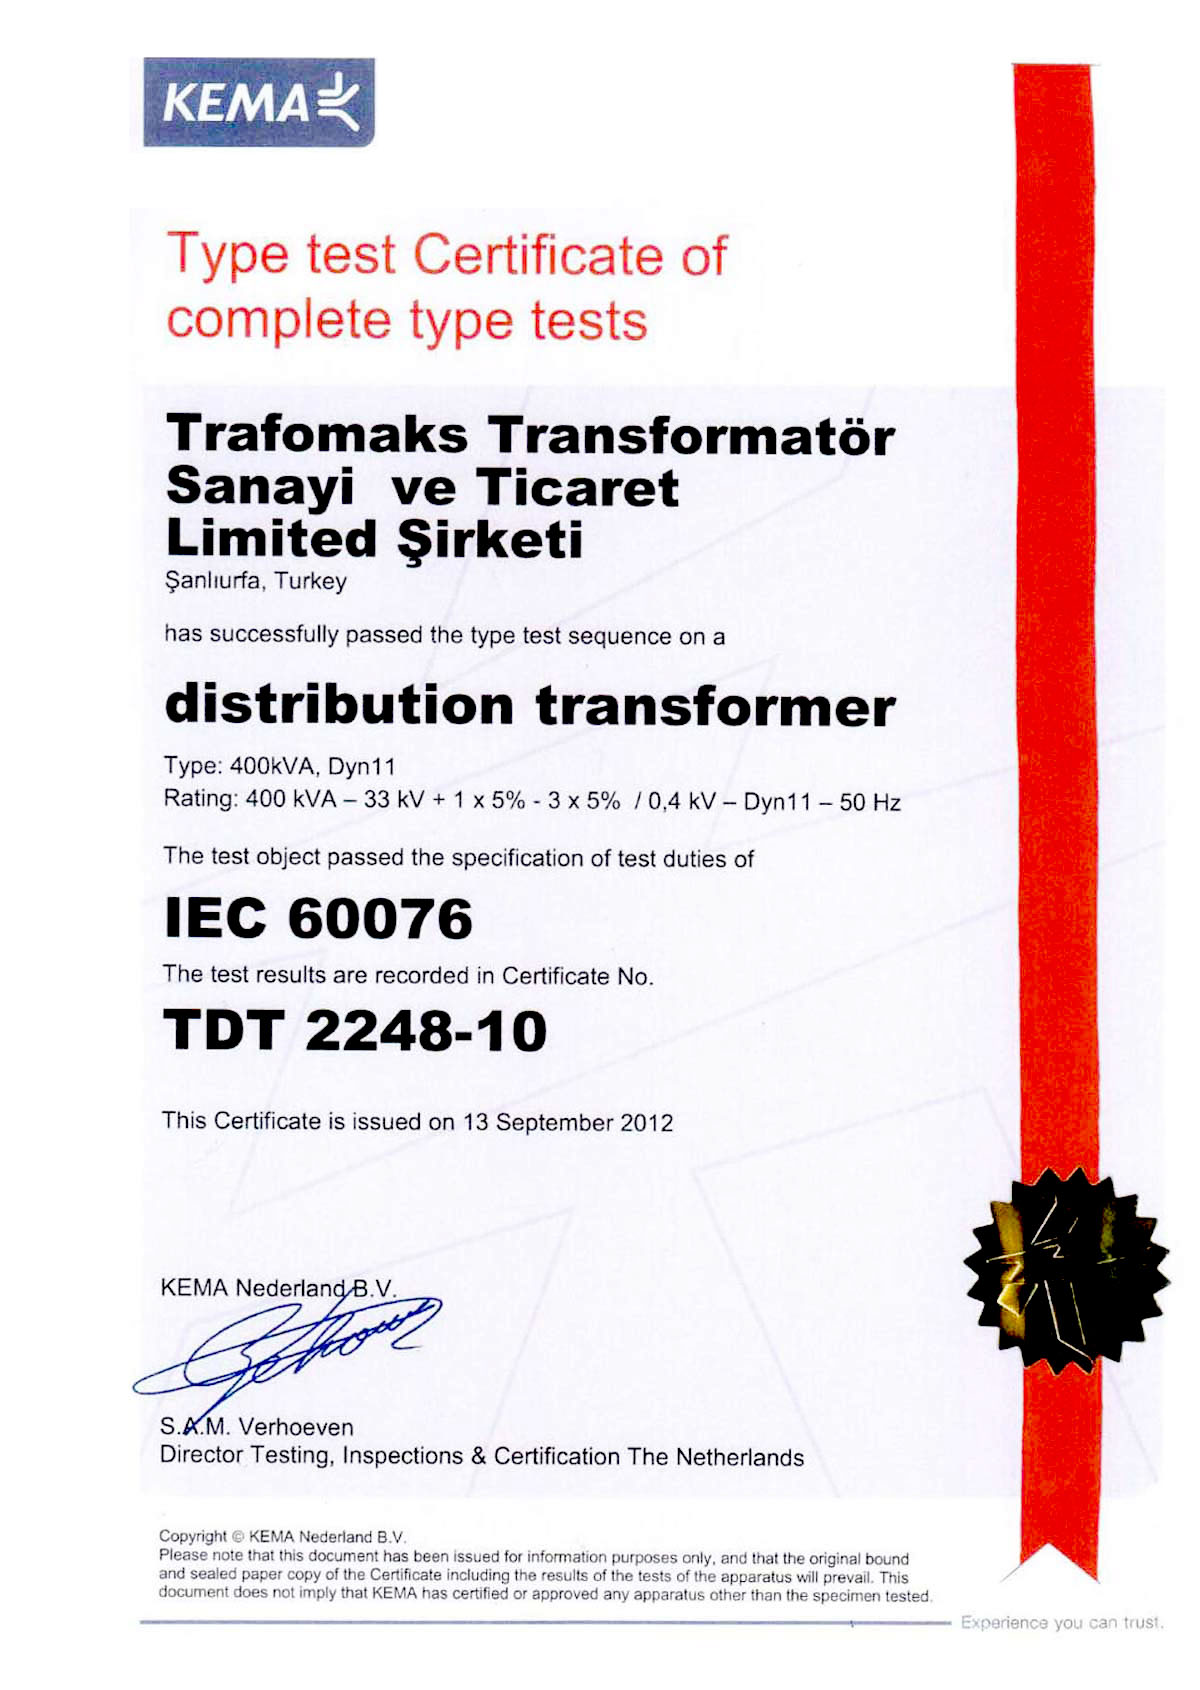 KEMA
Type test Certificate of
complete type tests
Trafomaks Transformatör
Sanayi ve Ticaret
Limited Şirketi
Şanlıurfa, Turkey
has successfully passed the type test sequence on a
distribution transformer
Type: 400kVA, Dyn11
Rating: 400 kVA – 33 kV + 1 x 5% - 3 x 5% / 0,4 kV – Dyn11 – 50 Hz
The test object passed the specification of test duties of
IEC 60076
The test results are recorded in Certificate No.
TDT 2248-10
This Certificate is issued on 13 September 2012
KEMA Nederland B.V.
S.A.M. Verhoeven
Director Testing, Inspections & Certification The Netherlands
Copyright © KEMA Nederland B.V.
Please note that this document has been issued for information purposes only, and that the original bound
and sealed paper copy of the Certificate including the results of the tests of the apparatus will prevail. This
document does not imply that KEMA has certified or approved any apparatus other than the specimen tested.
Experience you can trust.